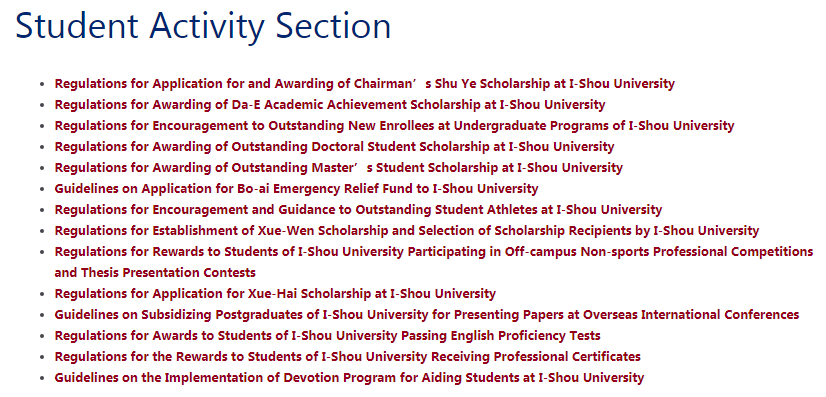 Student Activity Section
Regulations for Application for and Awarding of Chairman’s Shu Ye Scholarship at I-Shou University
Regulations for Awarding of Da-E Academic Achievement Scholarship at I-Shou University
Regulations for Encouragement to Outstanding New Enrollees at Undergraduate Programs of I-Shou University
Regulations for Awarding of Outstanding Doctoral Student Scholarship at I-Shou University
Regulations for Awarding of Outstanding Master’s Student Scholarship at I-Shou University
Guidelines on Application for Bo-ai Emergency Relief Fund to I-Shou University
Regulations for Encouragement and Guidance to Outstanding Student Athletes at I-Shou University
Regulations for Establishment of Xue-Wen Scholarship and Selection of Scholarship Recipients by I-Shou University
Regulations for Rewards to Students of I-Shou University Participating in Off-campus Non-sports Professional Competitions
and Thesis Presentation Contests
Regulations for Application for Xue-Hai Scholarship at I-Shou University
Guidelines on Subsidizing Postgraduates of I-Shou University for Presenting Papers at Overseas International Conferences
Regulations for Awards to Students of I-Shou University Passing English Proficiency Tests
Regulations for the Rewards to Students of I-Shou University Receiving Professional Certificates
Guidelines on the Implementation of Devotion Program for Aiding Students at I-Shou University